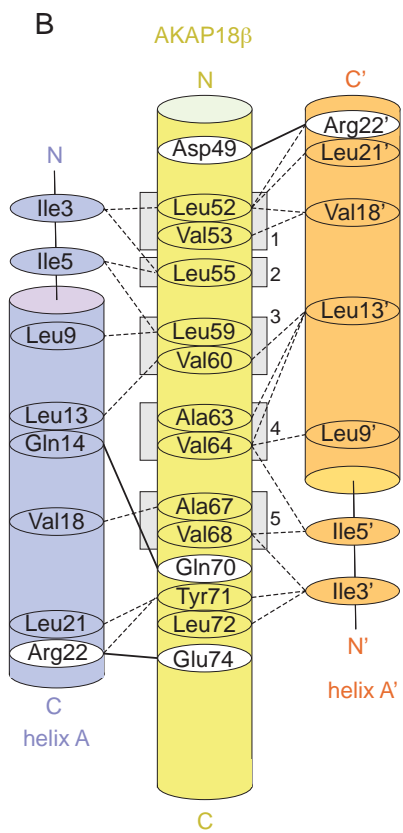 B
AKAP18β
N
Asp49
Leu52
Val53
Leu55
Leu59
Val60
Ala63
Val64
Ala67
Val68
Gln70
Tyr71
Leu72
Glu74
C
N
Ile3
Ile5
Leu9
Leu13
Gln14
Val18
Leu21
Arg22
C
helix A
1
2
3
4
5
C’
Arg22’
Leu21’
Val18’
Leu13’
Leu9’
Ile5’
Ile3’
N’
helix A’